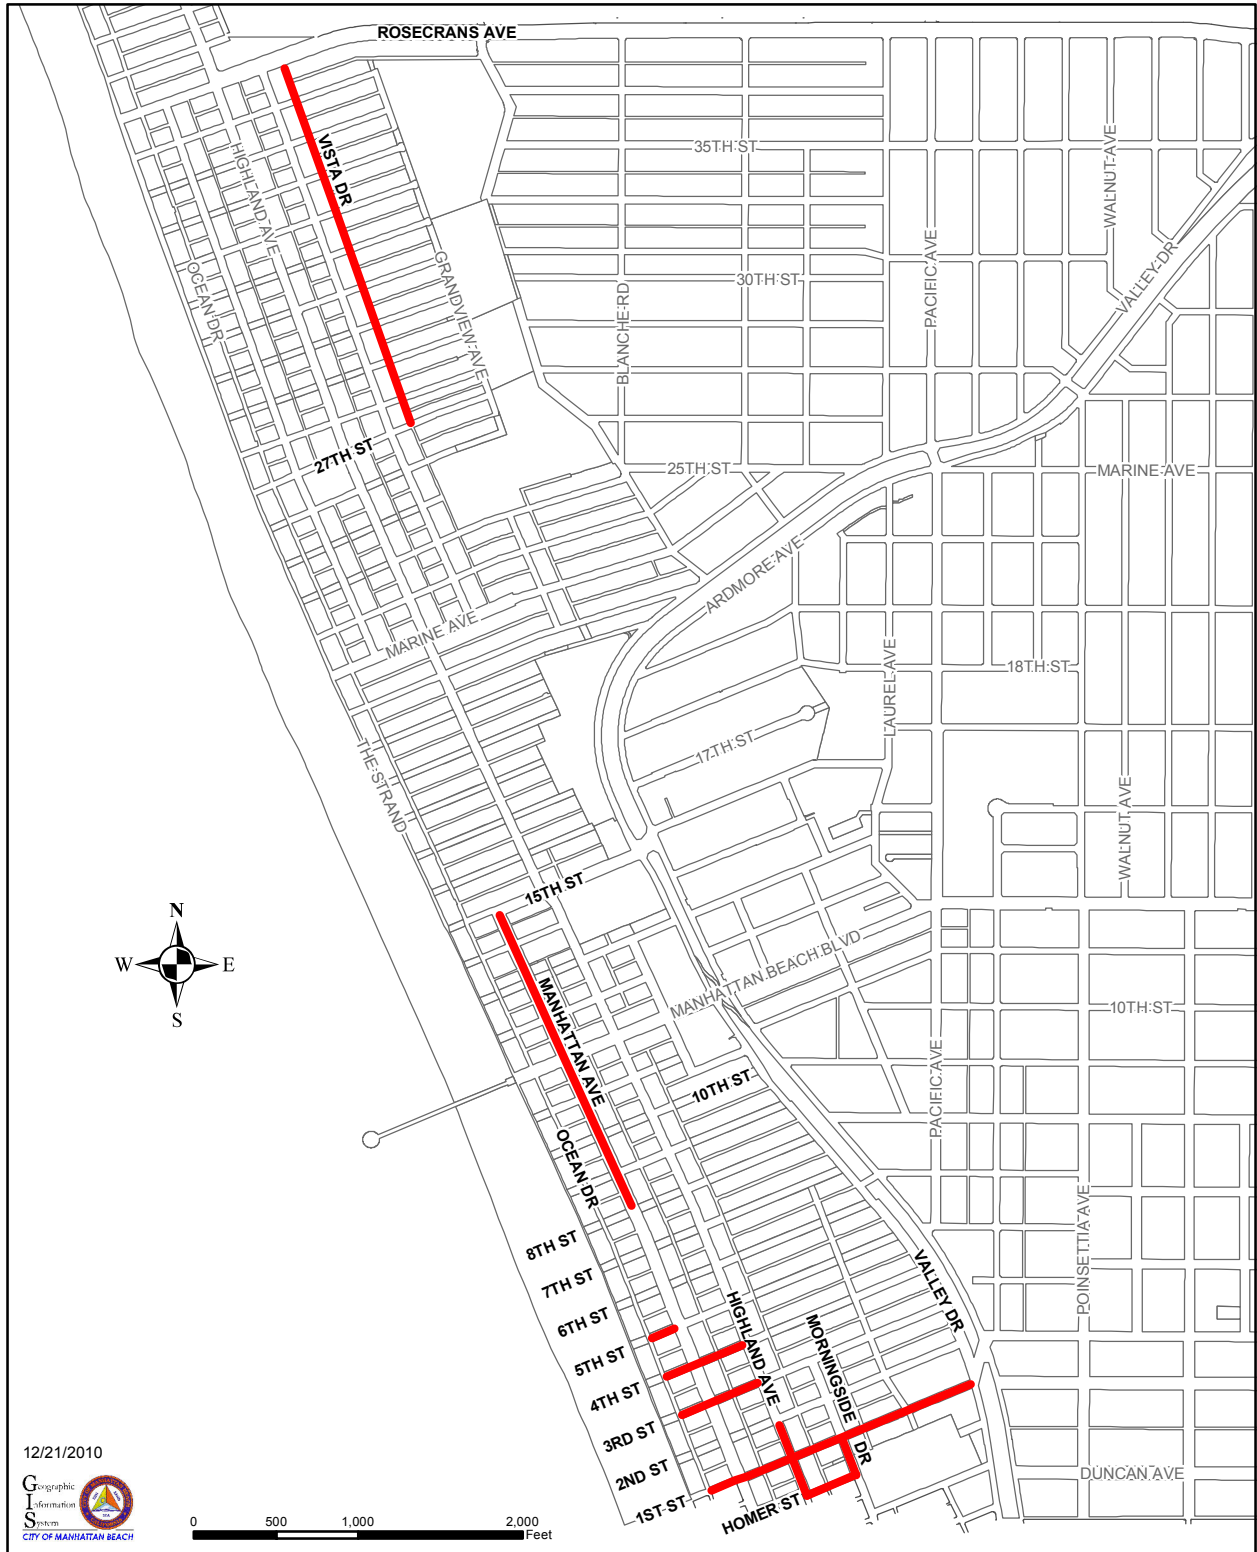 ROSECRANS AVE
VISTA DR
HIGHLAND AVE
OCEAN DR
GRANDVIEW AVE
35TH ST
WALNUT AVE
30TH ST
PACIFIC AVE
VALLEY DR
BLANCHE RD
27TH ST
25TH ST
MARINE AVE
ARDMORE AVE
MARINE AVE
18TH ST
LAUREL AVE
17TH ST
THE STRAND
WALNUT AVE
15TH ST
MANHATTAN BEACH BLVD
N
W E
S
MANHATTAN AVE
10TH ST
10TH ST
PACIFIC AVE
OCEAN DR
POINSETTIA AVE
8TH ST
7TH ST
6TH ST
5TH ST
4TH ST
3RD ST
2ND ST
1ST ST
HOMER ST
HIGHLAND AVE
MORNINGSIDE DR
VALLEY DR
DUNCAN AVE
12/21/2010
Geographic
Information
System
CITY OF MANHATTAN BEACH
0 500 1,000 2,000
Feet